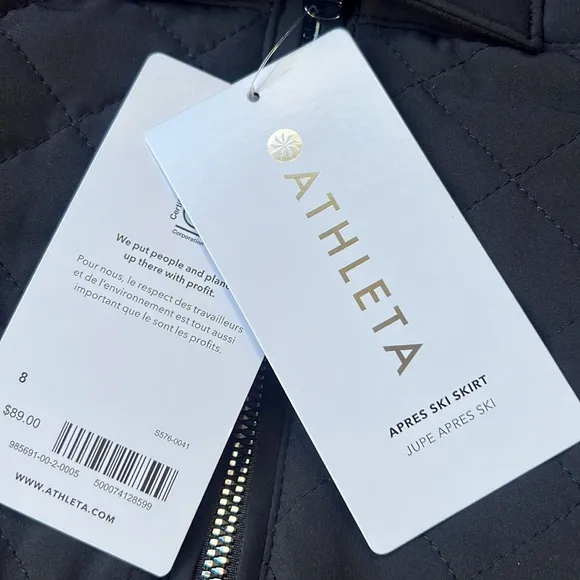 ATHLETA
APRES SKI SKIRT
JUPE APRES SKI
Corporation
We put people and
up there with profit.
Pour nous, le respect des travailleurs
et de l'environnement est tout aussi
important que le sont les profits.
8
$89.00
S576-0041
985691-00-2-0005
500074128599
WWW.ATHLETA.COM